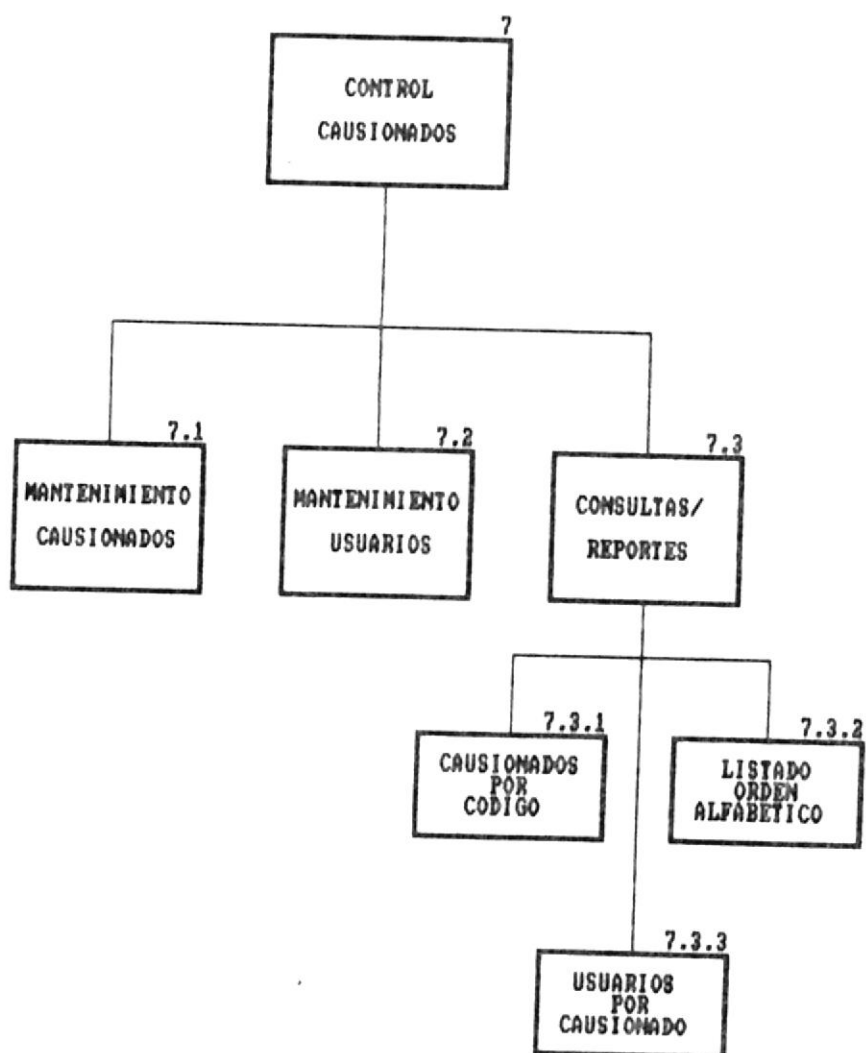 7
CONTROL
CAUSIONADOS
7.1
MANTENIMIENTO
CAUSIONADOS
7.2
MANTENIMIENTO
USUARIOS
7.3
CONSULTAS/
REPORTES
7.3.1
CAUSIONADOS
POR
CODIGO
7.3.2
LISTADO
ORDEN
ALFABETICO
7.3.3
USUARIOS
POR
CAUSIONADO